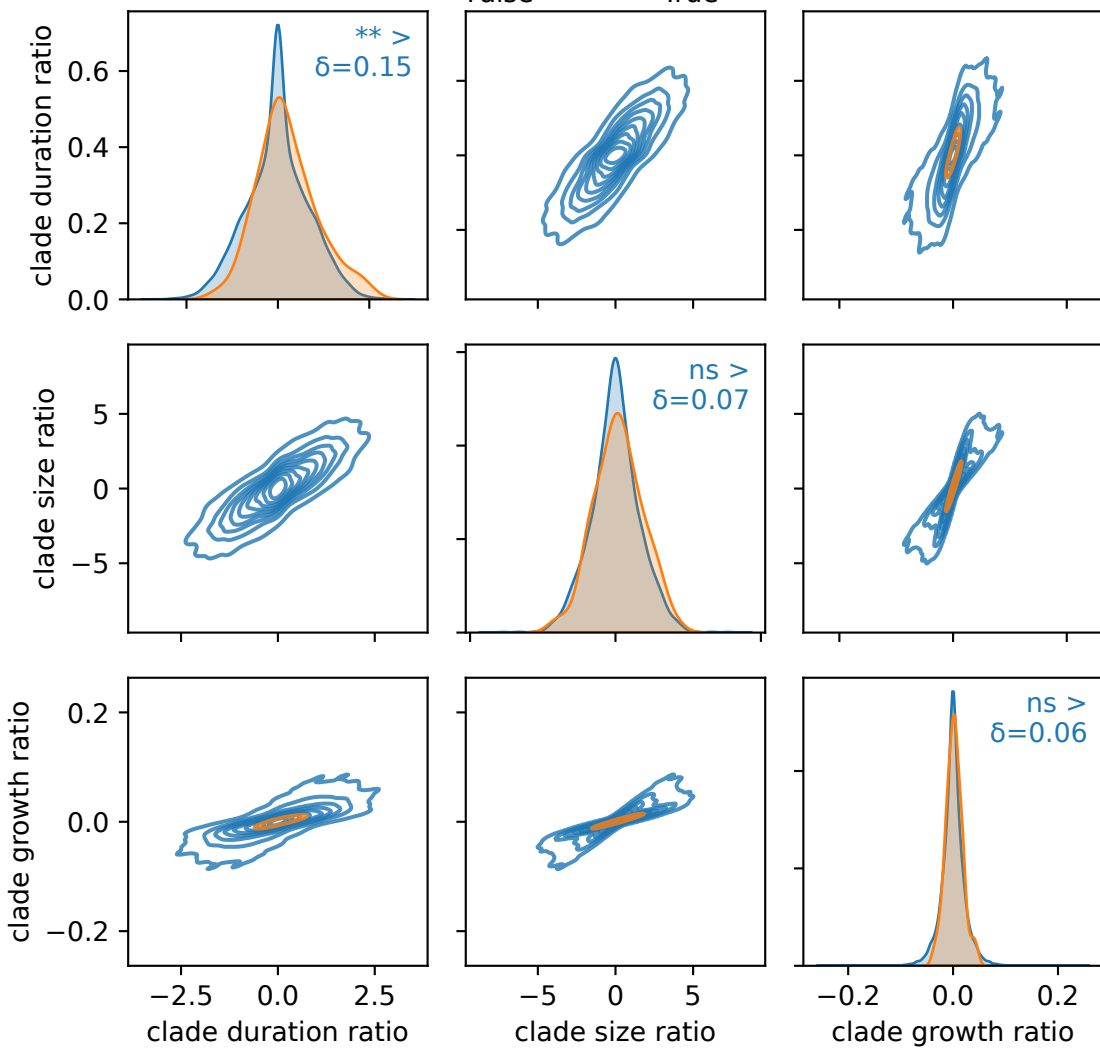 True
clade duration ratio
0.6
0.4
0.2
0.0
** >
δ=0.15
clade size ratio
5
0
−5
ns >
δ=0.07
clade growth ratio
0.2
0.0
−0.2
ns >
δ=0.06
−2.5 0.0 2.5
−5 0 5
−0.2 0.0 0.2
clade duration ratio
clade size ratio
clade growth ratio